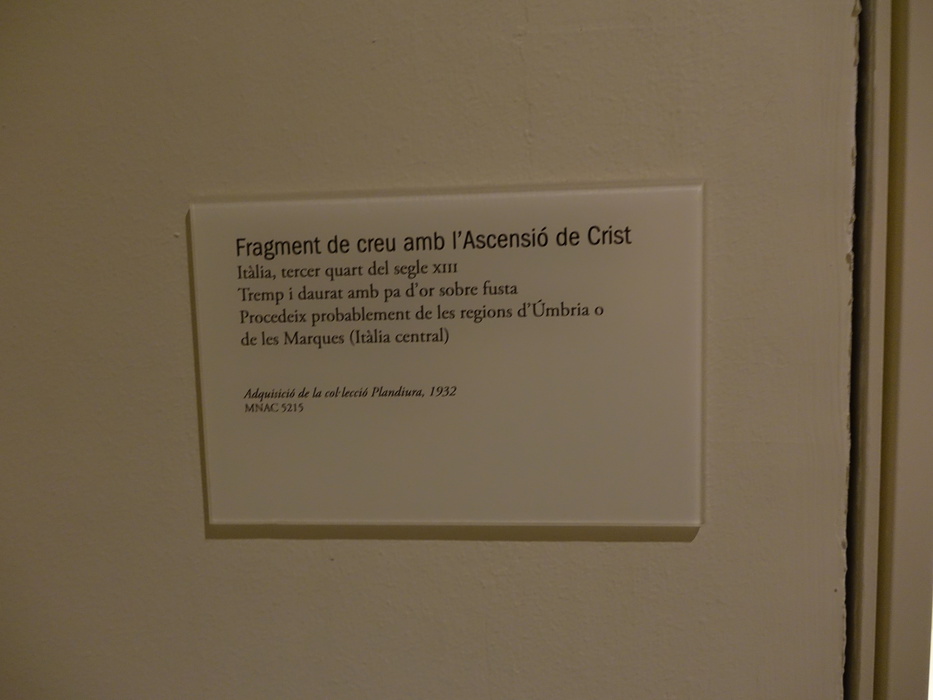 Fragment de creu amb l'Ascensió de Crist
Itàlia, tercer quart del segle XIII
Tremp i daurat amb pa d'or sobre fusta
Procedeix probablement de les regions d'Úmbria o
de les Marques (Itàlia central)
Adquisició de la col·lecció Plandiura, 1932
MNAC 5215